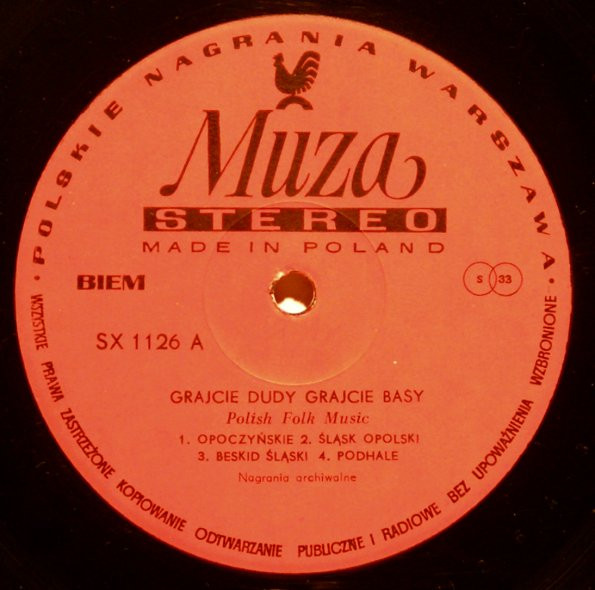 • POLSKIE NAGRANIA WARSZAWA •
Muza
STEREO
MADE IN POLAND
BIEM
S 33
SX 1126 A
GRAJCIE DUDY GRAJCIE BASY
Polish Folk Music
1. OPOCZYŃSKIE 2. ŚLĄSK OPOLSKI
3. BESKID ŚLĄSKI 4. PODHALE
Nagrania archiwalne
WSZYSTKIE PRAWA ZASTRZEŻONE KOPIOWANIE ODTWARZANIE PUBLICZNE I RADIOWE BEZ UPOWAŻNIENIA WZBRONIONE